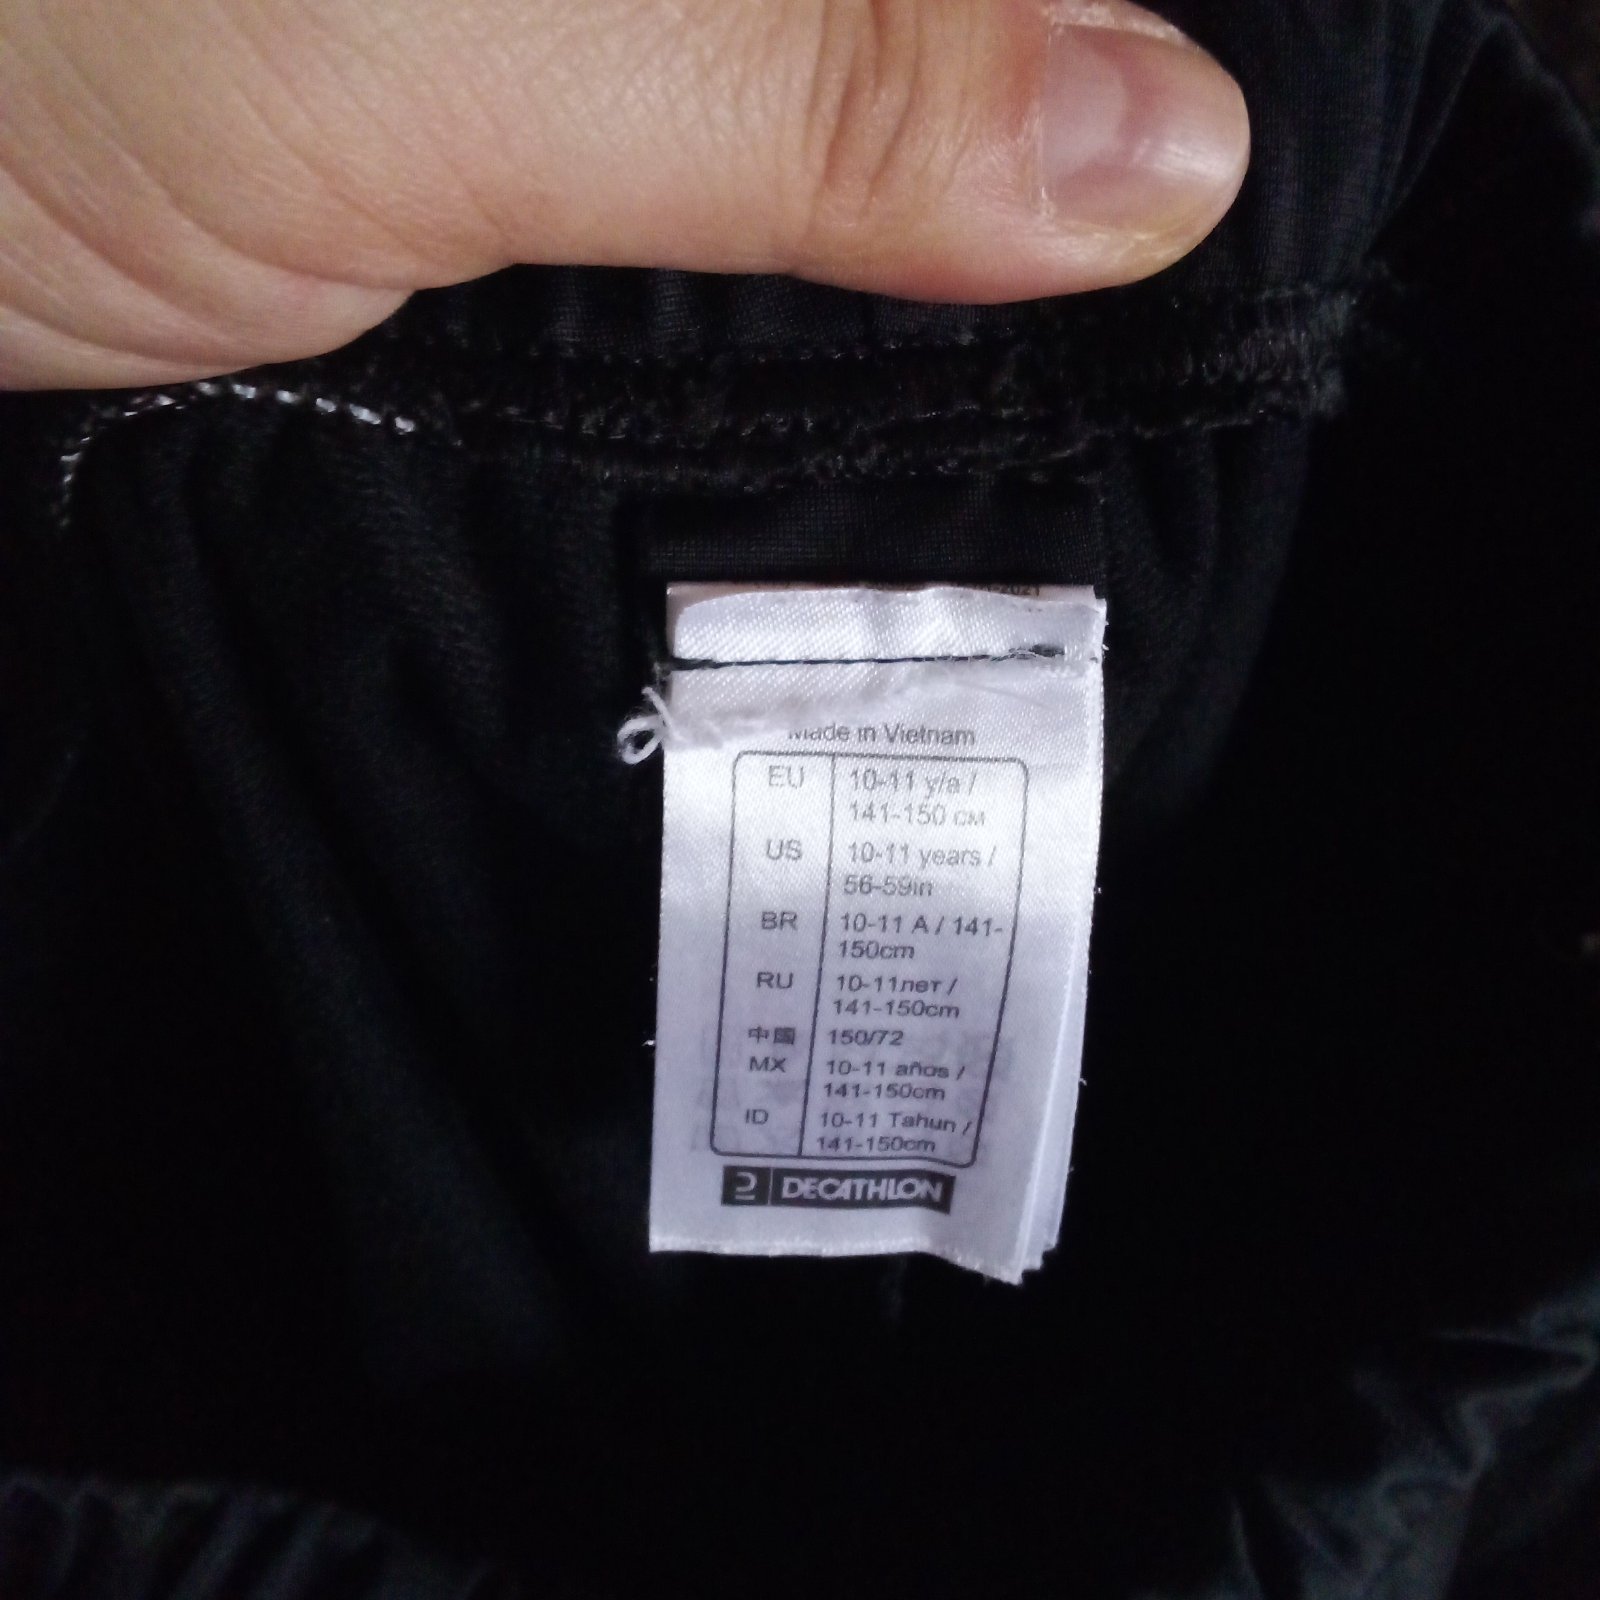 2021
Made in Vietnam
EU 10-11 y/a /
141-150 см
US 10-11 years /
56-59in
BR 10-11 A / 141-
150cm
RU 10-11лет /
141-150cm
中國 150/72
MX 10-11 años /
141-150cm
ID 10-11 Tahun /
141-150cm
DECATHLON